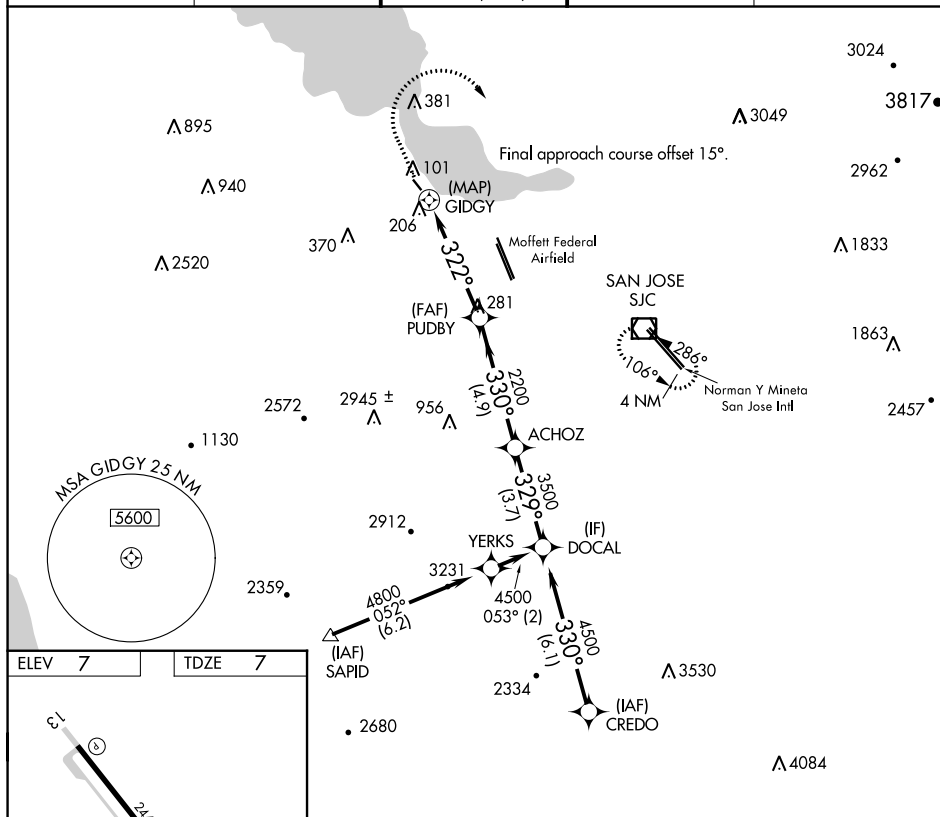 3024
381
3817
3049
895
Final approach course offset 15°.
101
2962
(MAP)
GIDGY
940
206
370
Moffett Federal
Airfield
1833
322°
2520
SAN JOSE
SJC
281
(FAF)
PUDBY
286°
106°
1863
4 NM
Norman Y Mineta
San Jose Intl
2200
330°
(4.9)
2945 ±
956
2572
2457
1130
ACHOZ
MSA GIDGY 25 NM
5600
3500
329°
(3.7)
2912
YERKS
(IF)
DOCAL
3231
4500
053° (2)
2359
4800
052°
(6.2)
4500
330°
(6.1)
(IAF)
SAPID
ELEV 7
TDZE 7
3530
2334
(IAF)
CREDO
2680
13
P
4084